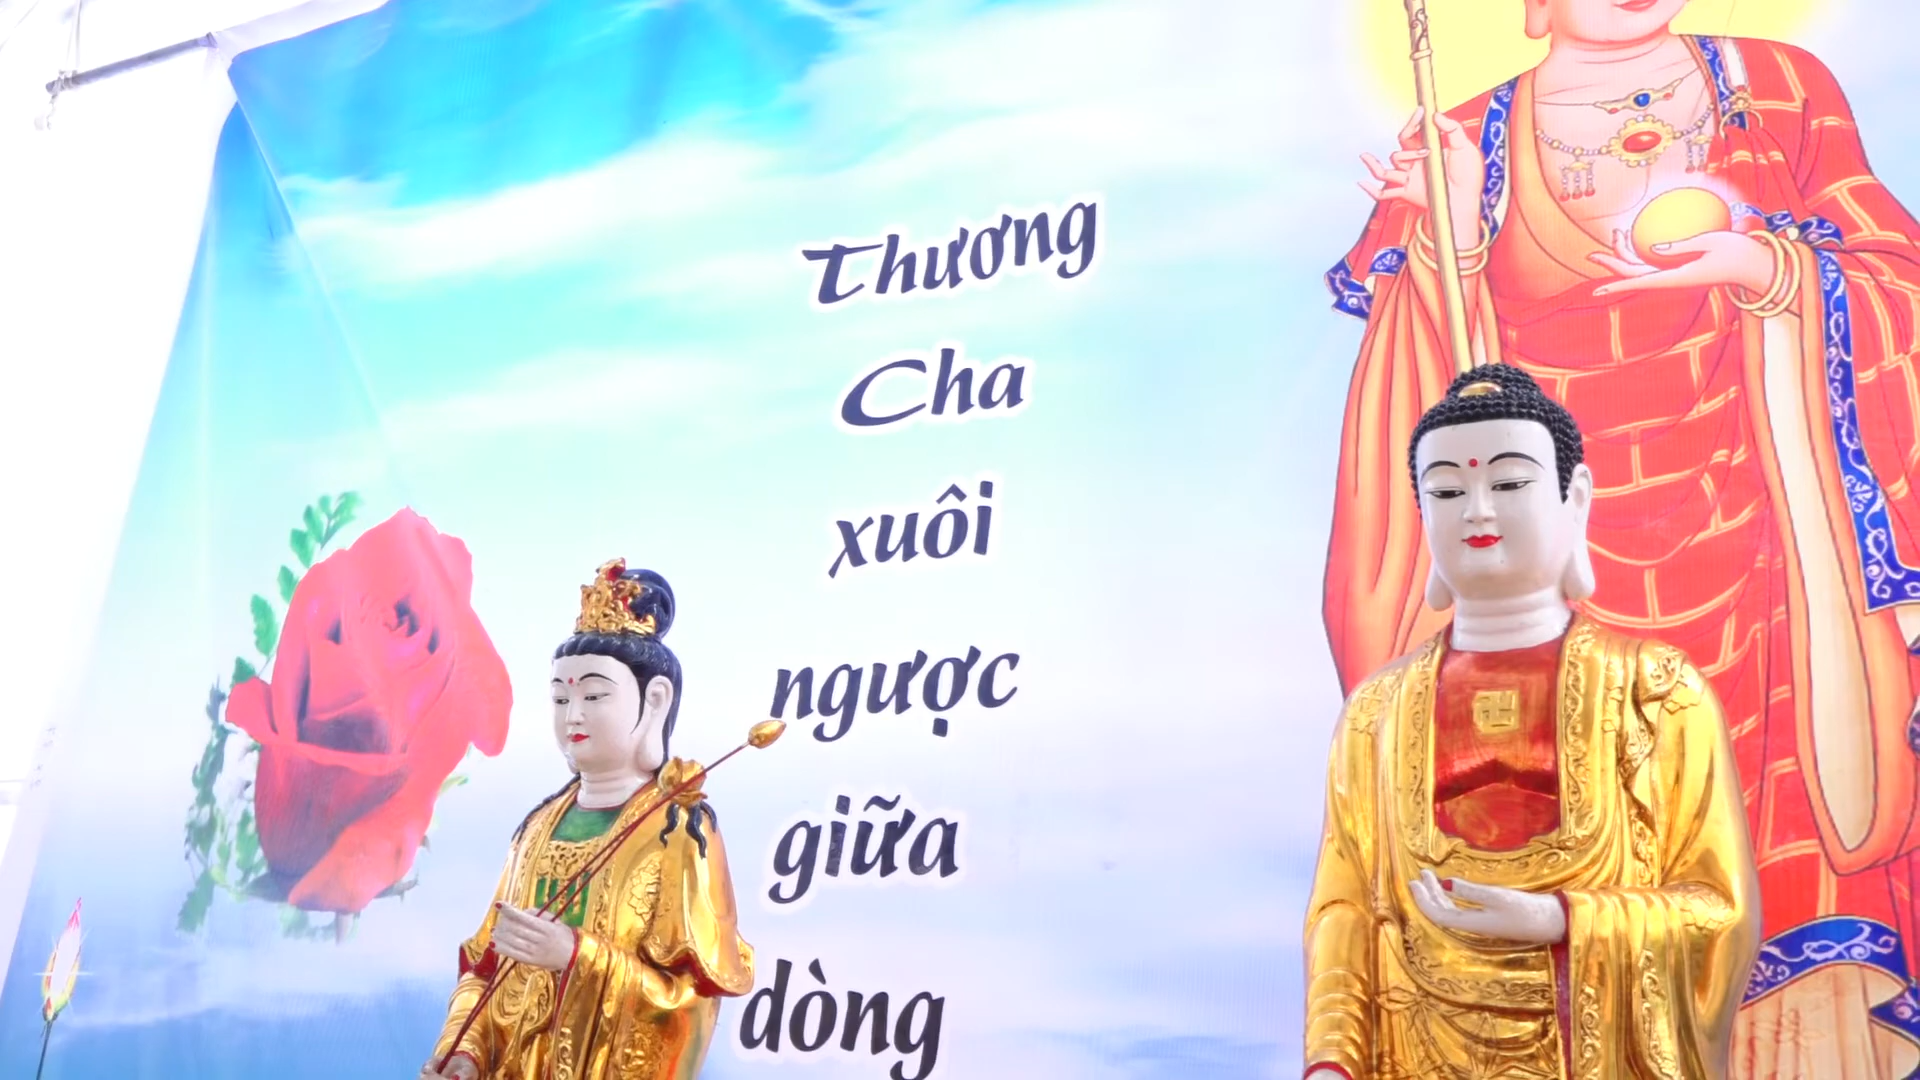 Thương
Cha
xuôi
ngược
giữa
dòng